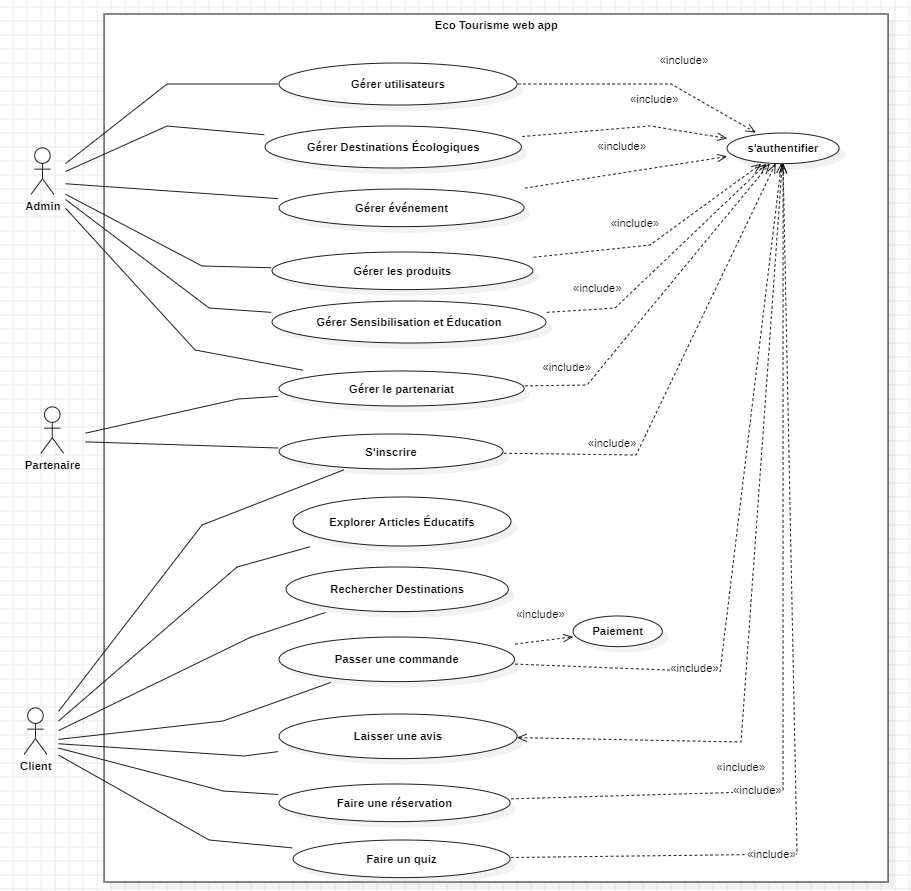 Eco Tourisme web app
«include»
Gérer utilisateurs
«include»
Gérer Destinations Écologiques
«include»
s'authentifier
Admin
Gérer événement
«include»
Gérer les produits
«include»
Gérer Sensibilisation et Éducation
«include»
Gérer le partenariat
«include»
S'inscrire
Partenaire
Explorer Articles Éducatifs
Rechercher Destinations
«include»
Paiement
Passer une commande
«include»
Laisser une avis
Client
«include»
«include»
Faire une réservation
«include»
Faire un quiz